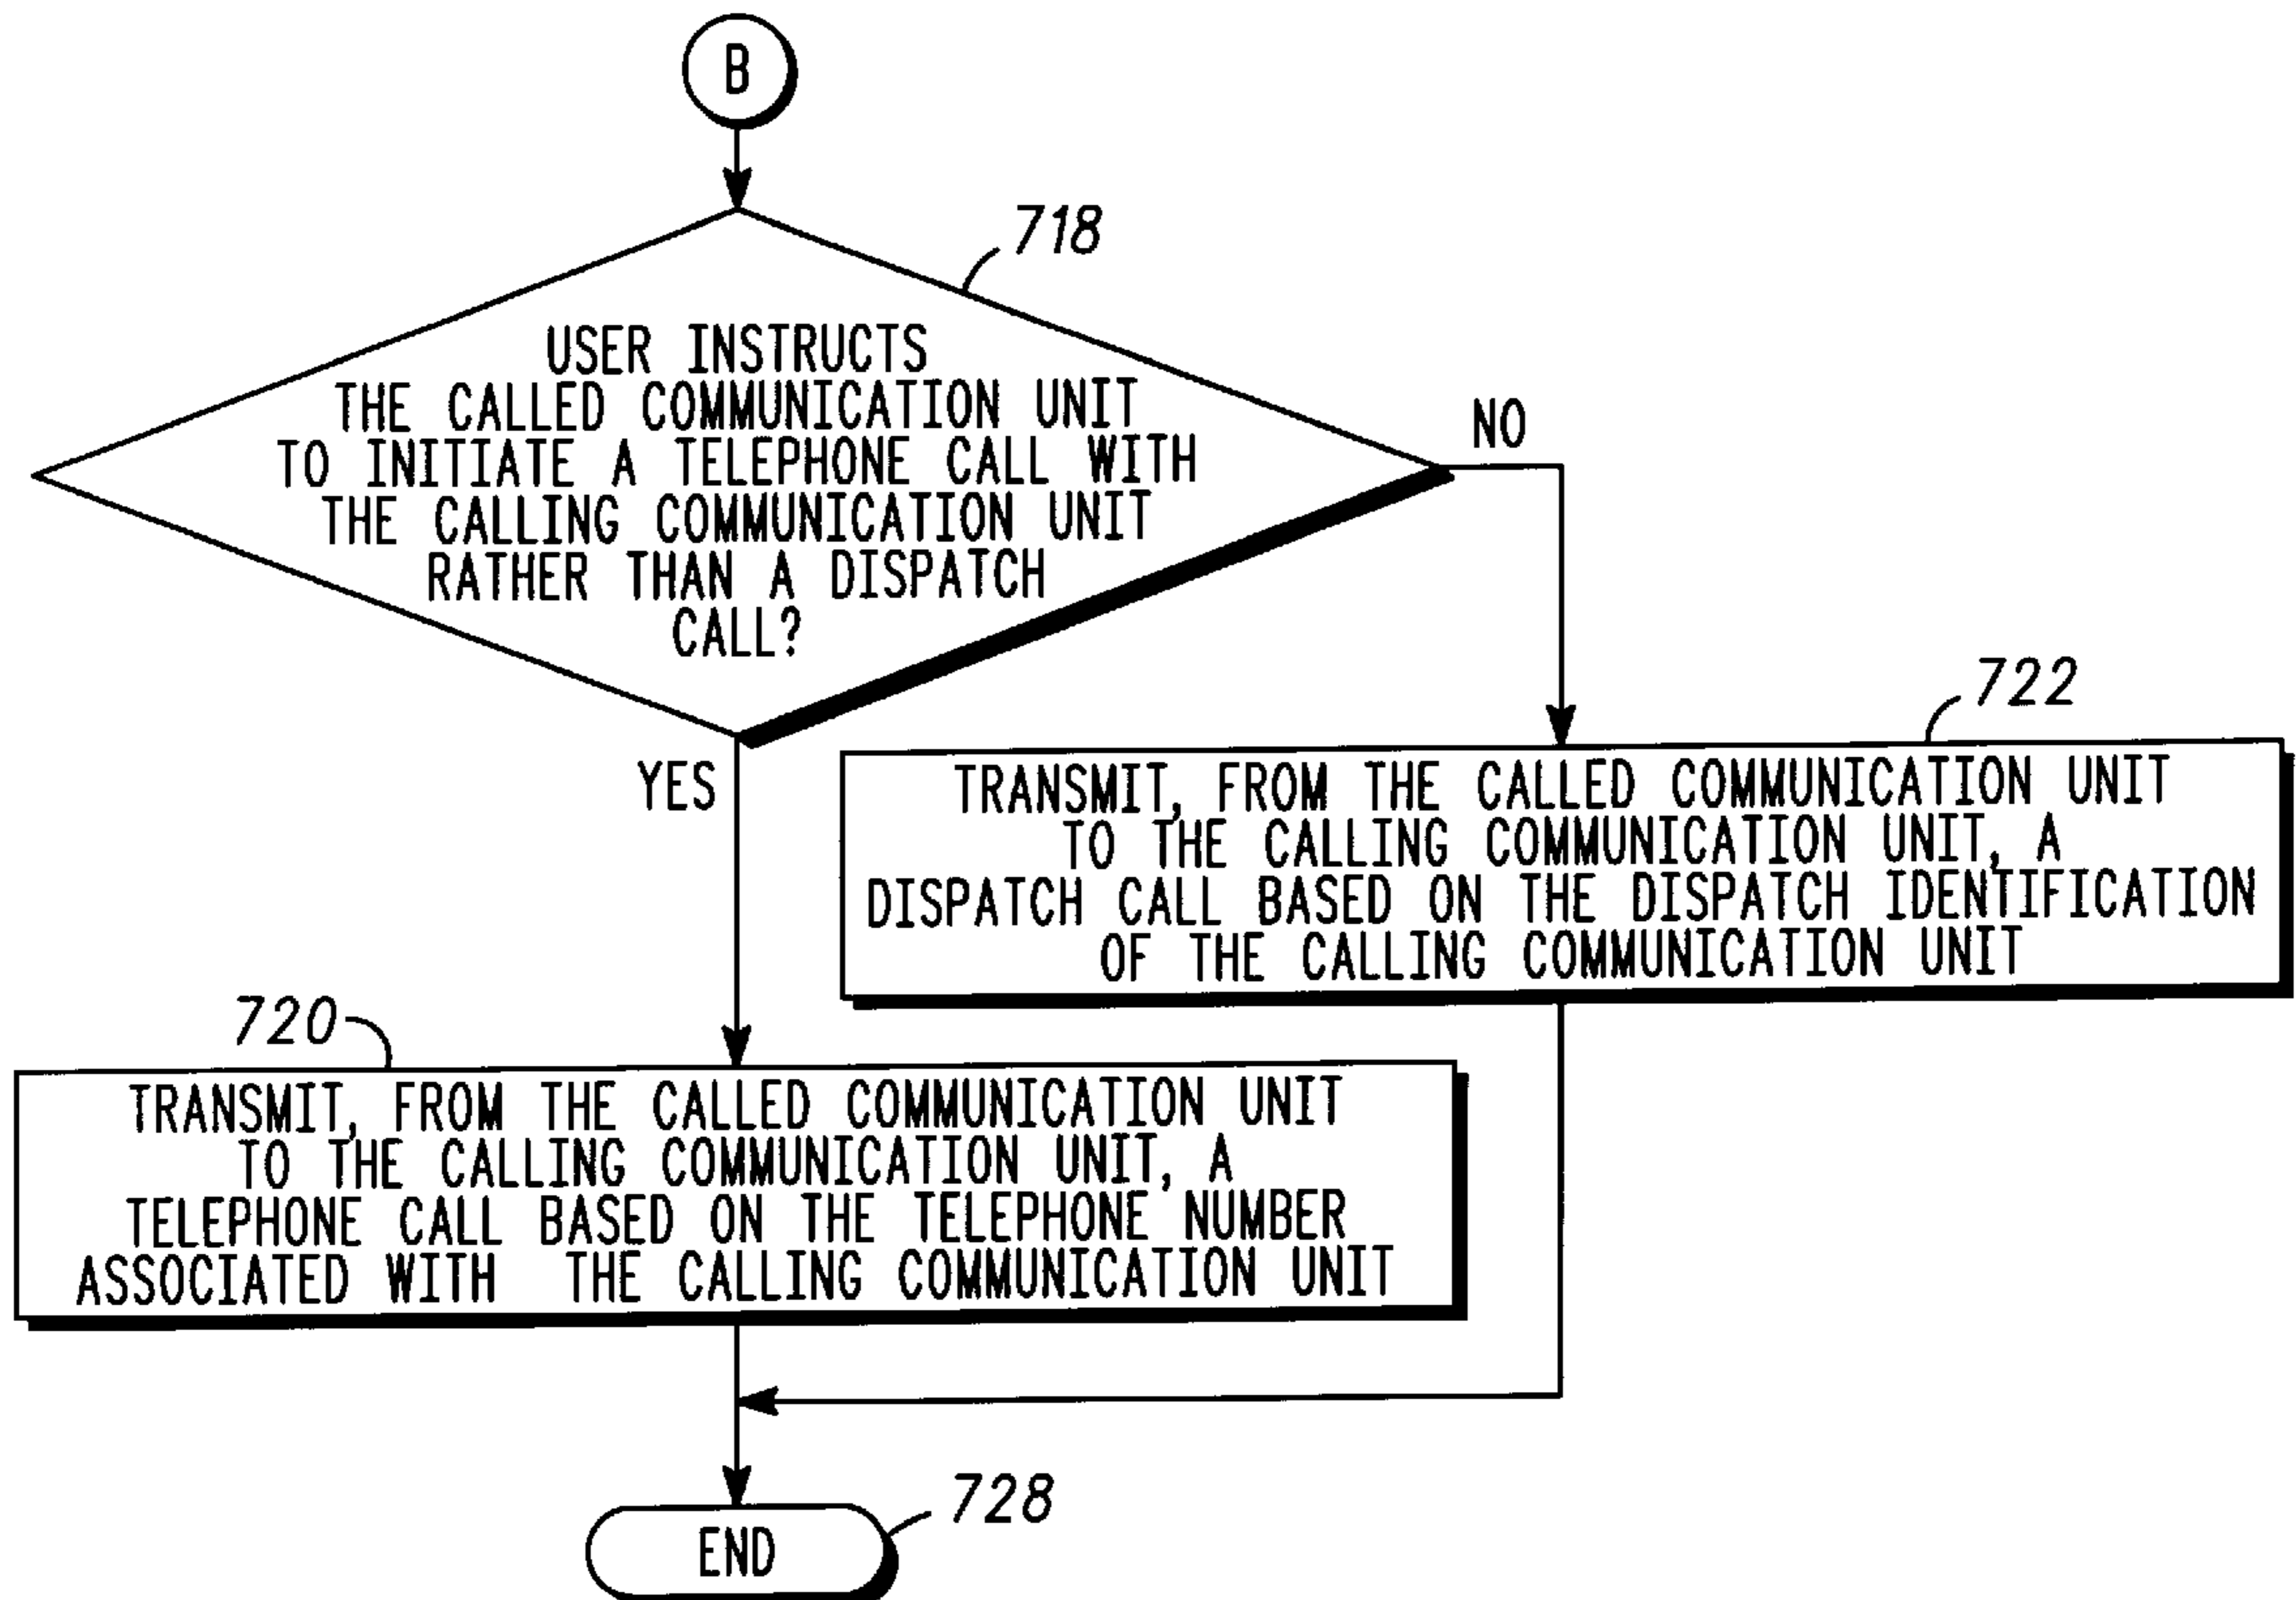 B
718
USER INSTRUCTS
THE CALLED COMMUNICATION UNIT
TO INITIATE A TELEPHONE CALL WITH
THE CALLING COMMUNICATION UNIT
RATHER THAN A DISPATCH
CALL?
NO
YES
722
TRANSMIT, FROM THE CALLED COMMUNICATION UNIT
TO THE CALLING COMMUNICATION UNIT, A
DISPATCH CALL BASED ON THE DISPATCH IDENTIFICATION
OF THE CALLING COMMUNICATION UNIT
720
TRANSMIT, FROM THE CALLED COMMUNICATION UNIT
TO THE CALLING COMMUNICATION UNIT, A
TELEPHONE CALL BASED ON THE TELEPHONE NUMBER
ASSOCIATED WITH THE CALLING COMMUNICATION UNIT
728
END